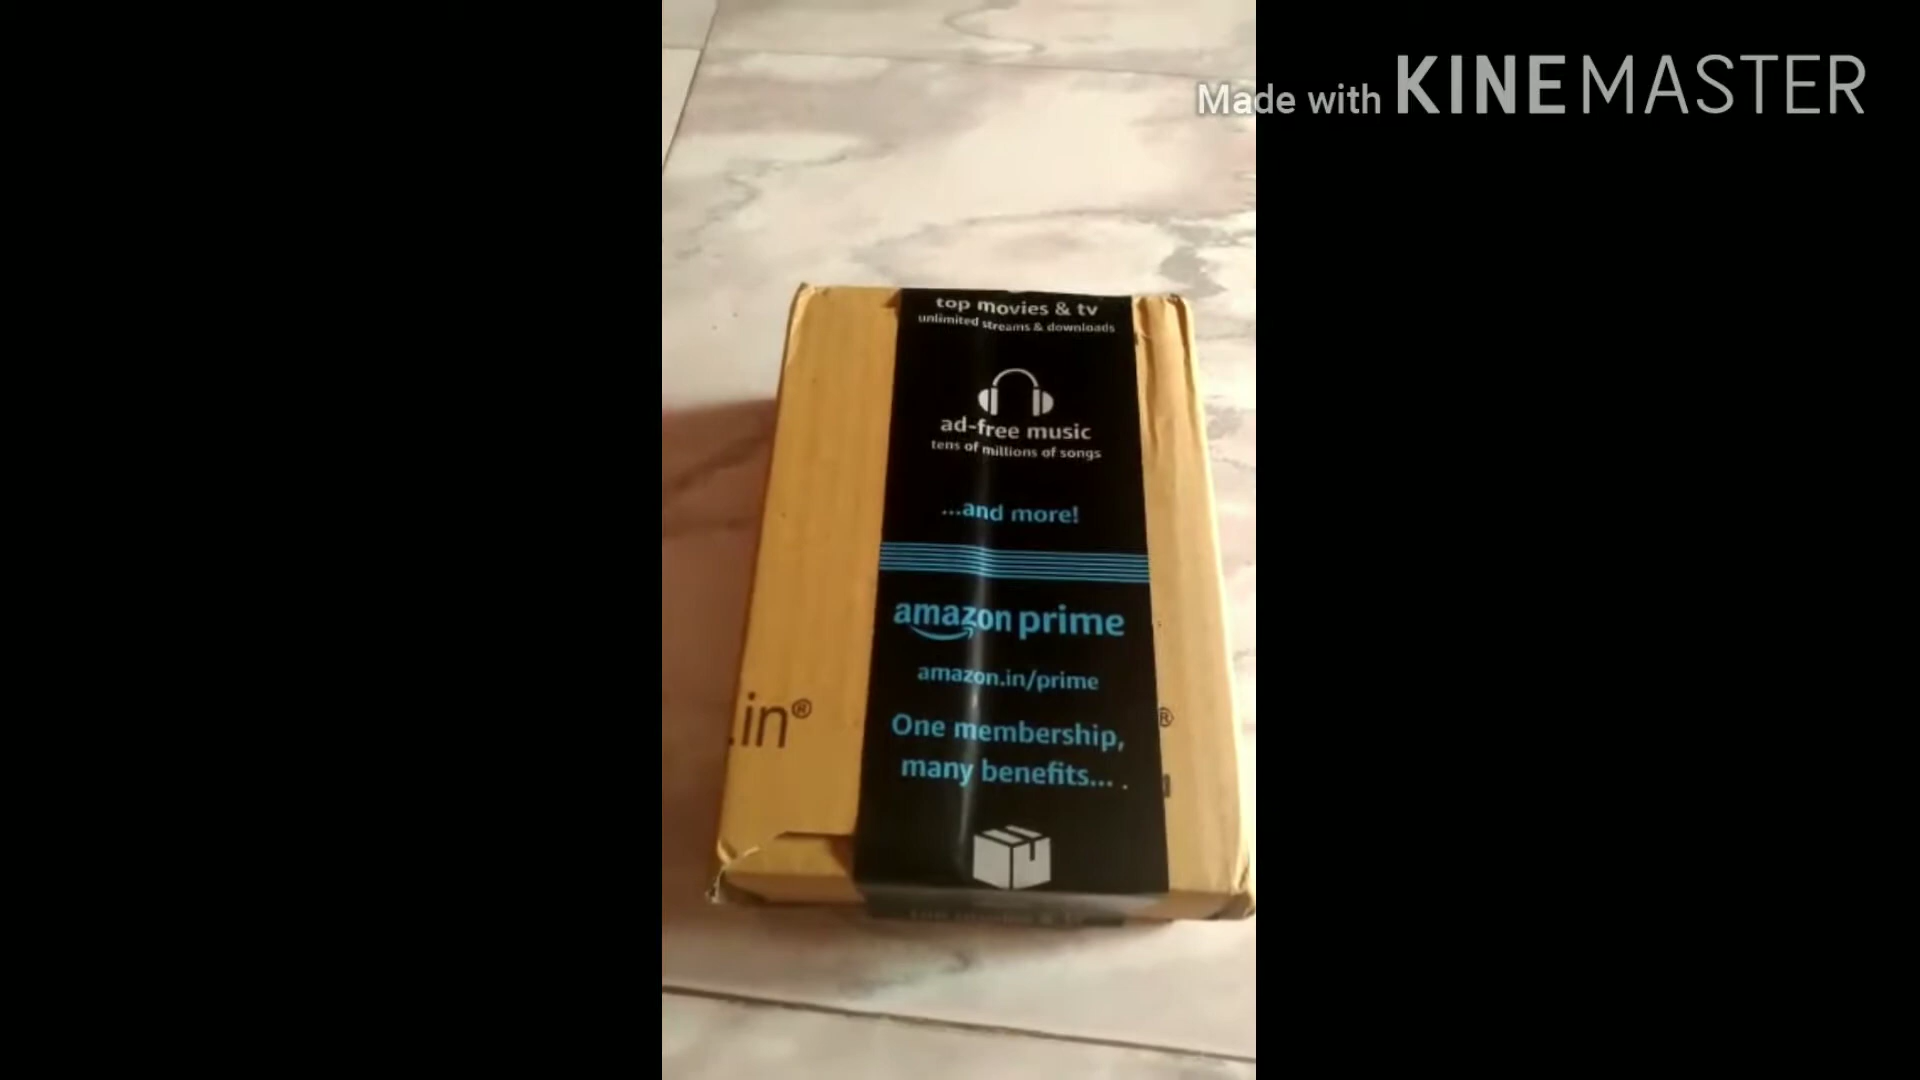 Made with KINEMASTER
top movies & tv
unlimited streams & downloads
ad-free music
tens of millions of songs
...and more!
amazon prime
amazon.in/prime
.in®
®
One membership,
many benefits... .